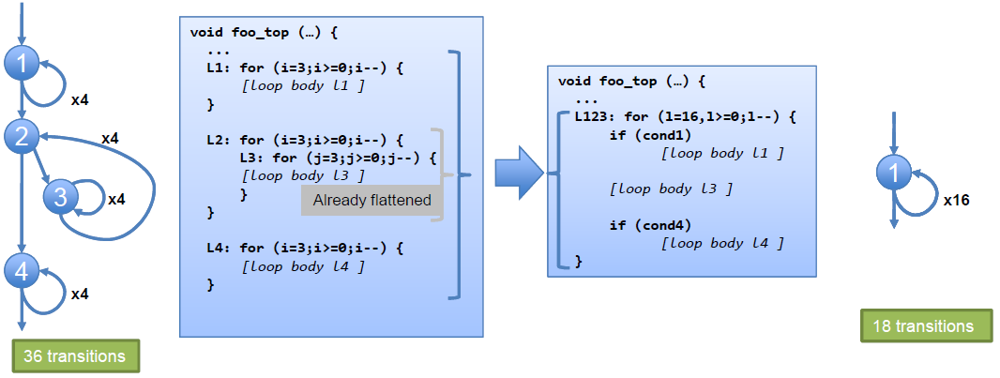 1
x4
2
x4
3
x4
4
x4
36 transitions
void foo_top (…) {
...
L1: for (i=3;i>=0;i--) {
[loop body l1 ]
}
L2: for (i=3;i>=0;i--) {
L3: for (j=3;j>=0;j--) {
[loop body l3 ]
}
Already flattened
}
L4: for (i=3;i>=0;i--) {
[loop body l4 ]
}
void foo_top (…) {
...
L123: for (l=16,l>=0;l--) {
if (cond1)
[loop body l1 ]
[loop body l3 ]
if (cond4)
[loop body l4 ]
}
1
x16
18 transitions